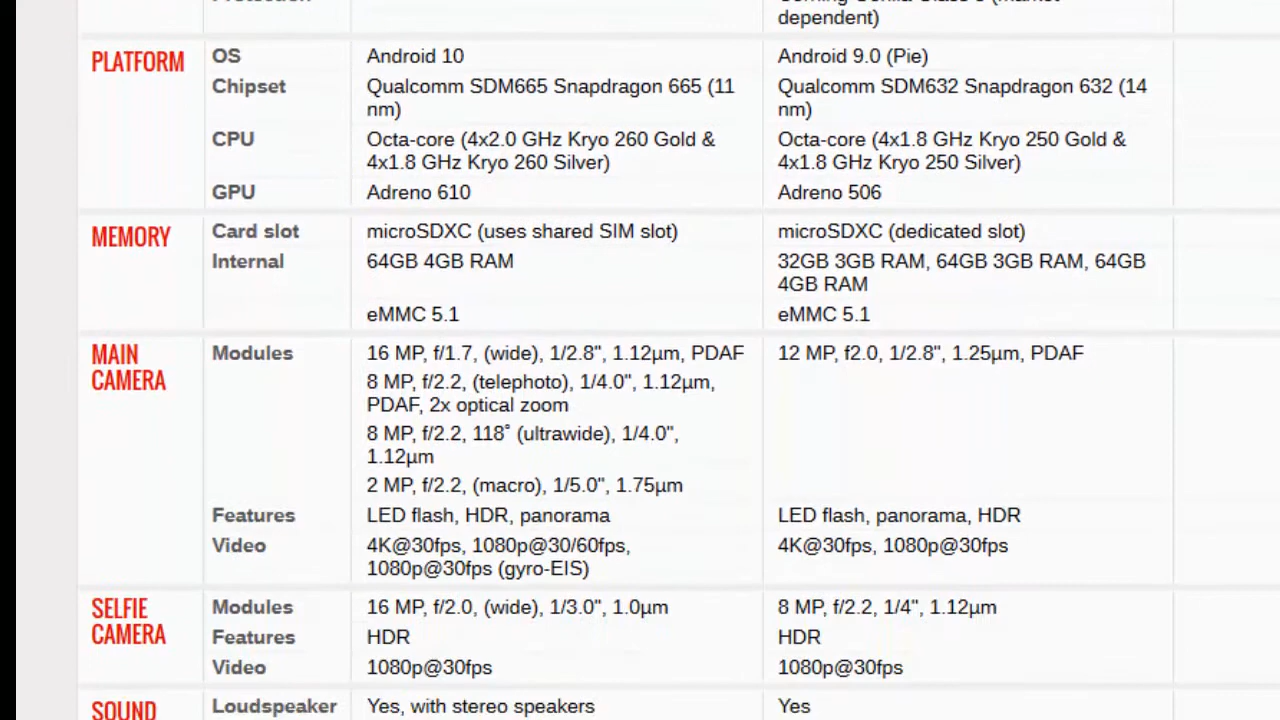 dependent)
PLATFORM
OS
Android 10
Android 9.0 (Pie)
Chipset
Qualcomm SDM665 Snapdragon 665 (11
nm)
Qualcomm SDM632 Snapdragon 632 (14
nm)
CPU
Octa-core (4x2.0 GHz Kryo 260 Gold &
4x1.8 GHz Kryo 260 Silver)
Octa-core (4x1.8 GHz Kryo 250 Gold &
4x1.8 GHz Kryo 250 Silver)
GPU
Adreno 610
Adreno 506
MEMORY
Card slot
microSDXC (uses shared SIM slot)
microSDXC (dedicated slot)
Internal
64GB 4GB RAM
32GB 3GB RAM, 64GB 3GB RAM, 64GB
4GB RAM
eMMC 5.1
eMMC 5.1
MAIN
CAMERA
Modules
16 MP, f/1.7, (wide), 1/2.8", 1.12µm, PDAF
8 MP, f/2.2, (telephoto), 1/4.0", 1.12µm,
PDAF, 2x optical zoom
8 MP, f/2.2, 118˚ (ultrawide), 1/4.0",
1.12µm
2 MP, f/2.2, (macro), 1/5.0", 1.75µm
12 MP, f2.0, 1/2.8", 1.25µm, PDAF
Features
LED flash, HDR, panorama
LED flash, panorama, HDR
Video
4K@30fps, 1080p@30/60fps,
1080p@30fps (gyro-EIS)
4K@30fps, 1080p@30fps
SELFIE
CAMERA
Modules
16 MP, f/2.0, (wide), 1/3.0", 1.0µm
8 MP, f/2.2, 1/4", 1.12µm
Features
HDR
HDR
Video
1080p@30fps
1080p@30fps
SOUND
Loudspeaker
Yes, with stereo speakers
Yes